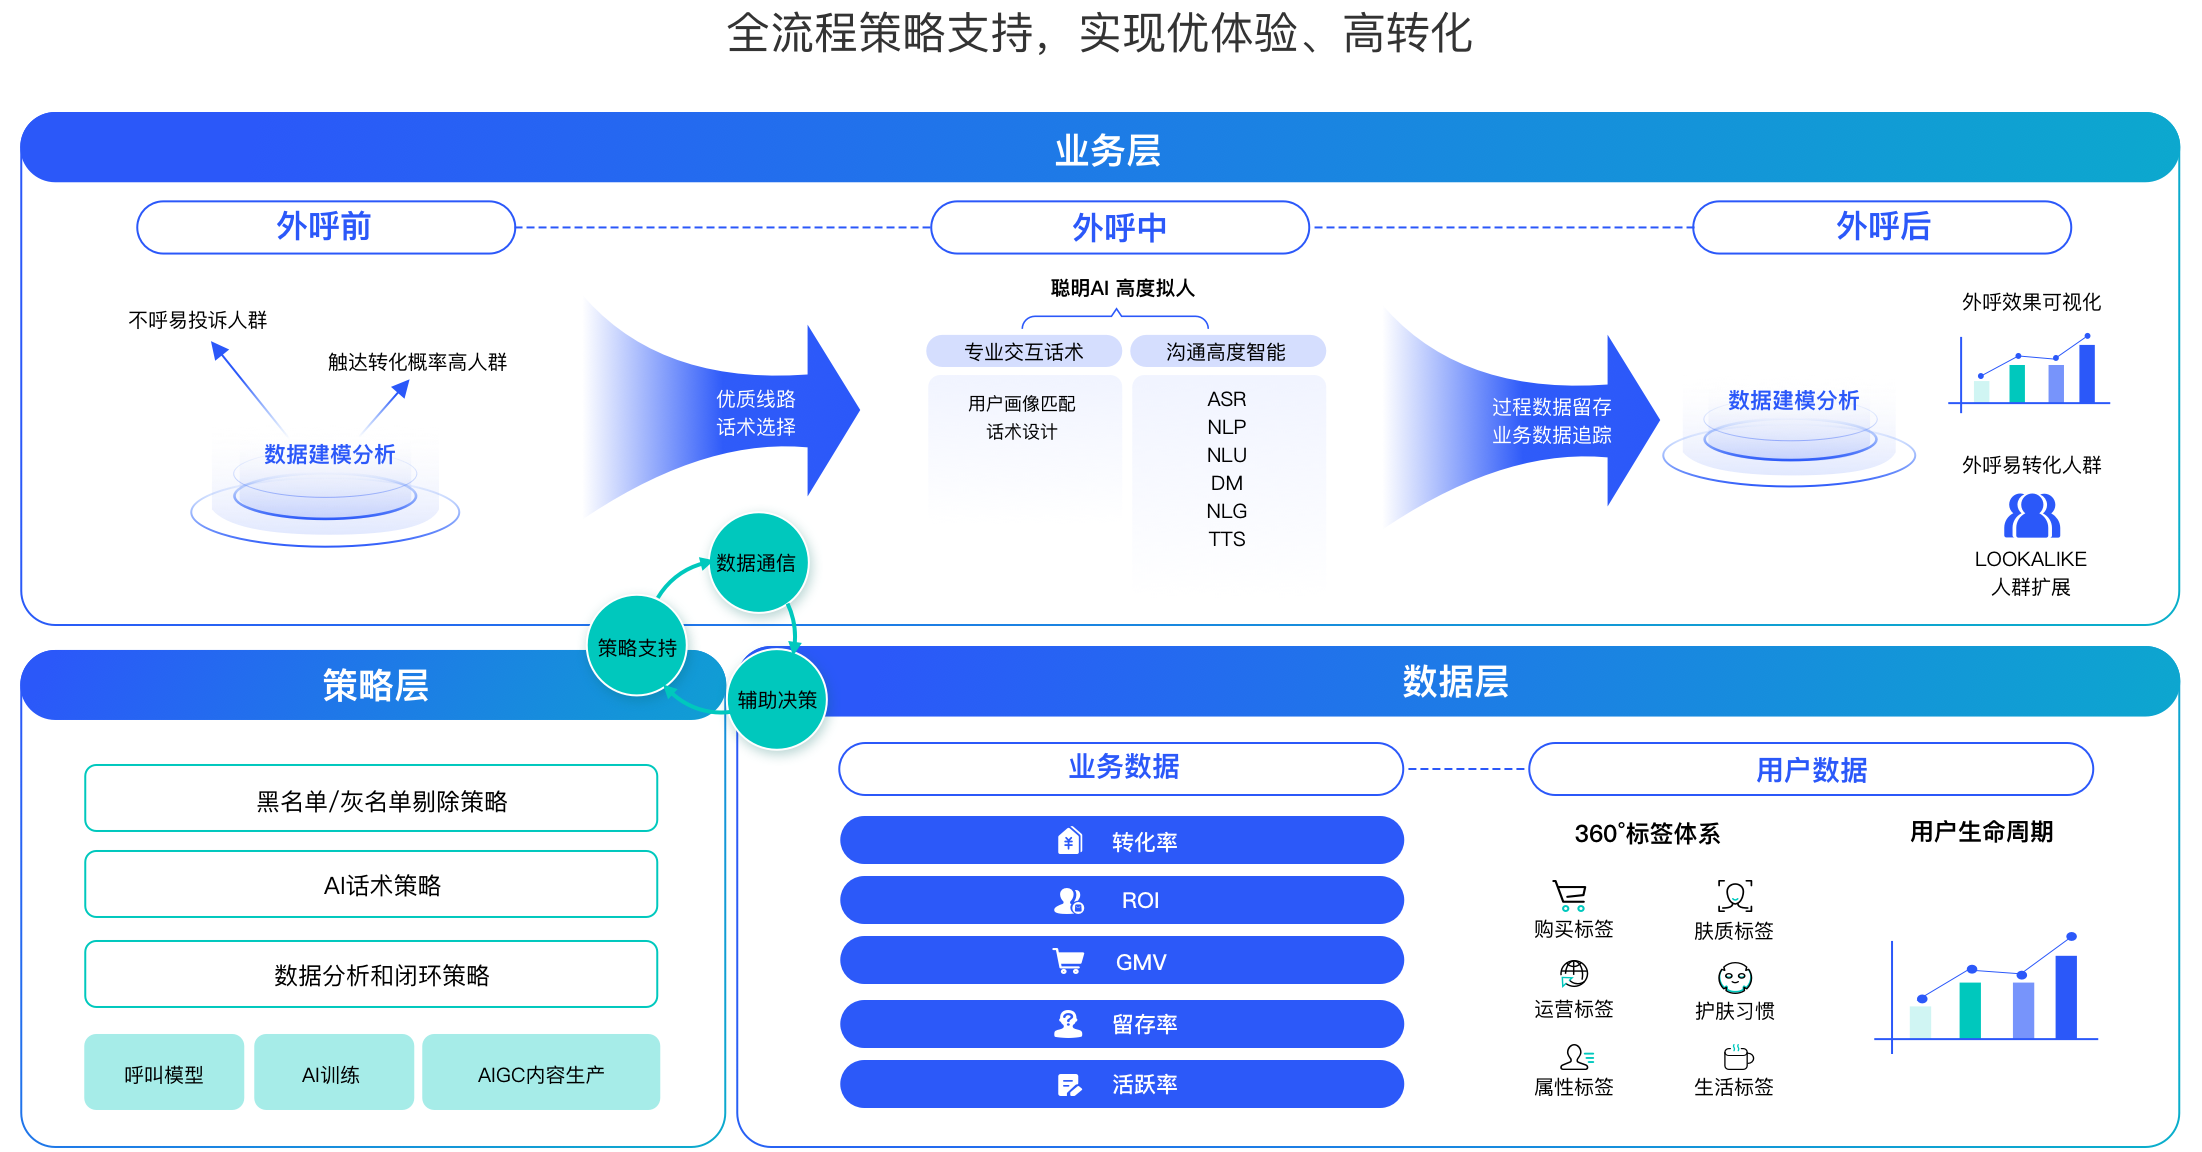 全流程策略支持，实现优体验、高转化
业务层
外呼前
外呼中
外呼后
不呼易投诉人群
触达转化概率高人群
数据建模分析
优质线路
话术选择
聪明AI 高度拟人
专业交互话术
用户画像匹配
话术设计
沟通高度智能
ASR
NLP
NLU
DM
NLG
TTS
过程数据留存
业务数据追踪
数据建模分析
外呼效果可视化
外呼易转化人群
LOOKALIKE
人群扩展
数据通信
策略支持
辅助决策
策略层
黑名单/灰名单剔除策略
AI话术策略
数据分析和闭环策略
呼叫模型
AI训练
AIGC内容生产
数据层
业务数据
转化率
ROI
GMV
留存率
活跃率
用户数据
360°标签体系
购买标签
肤质标签
运营标签
护肤习惯
属性标签
生活标签
用户生命周期